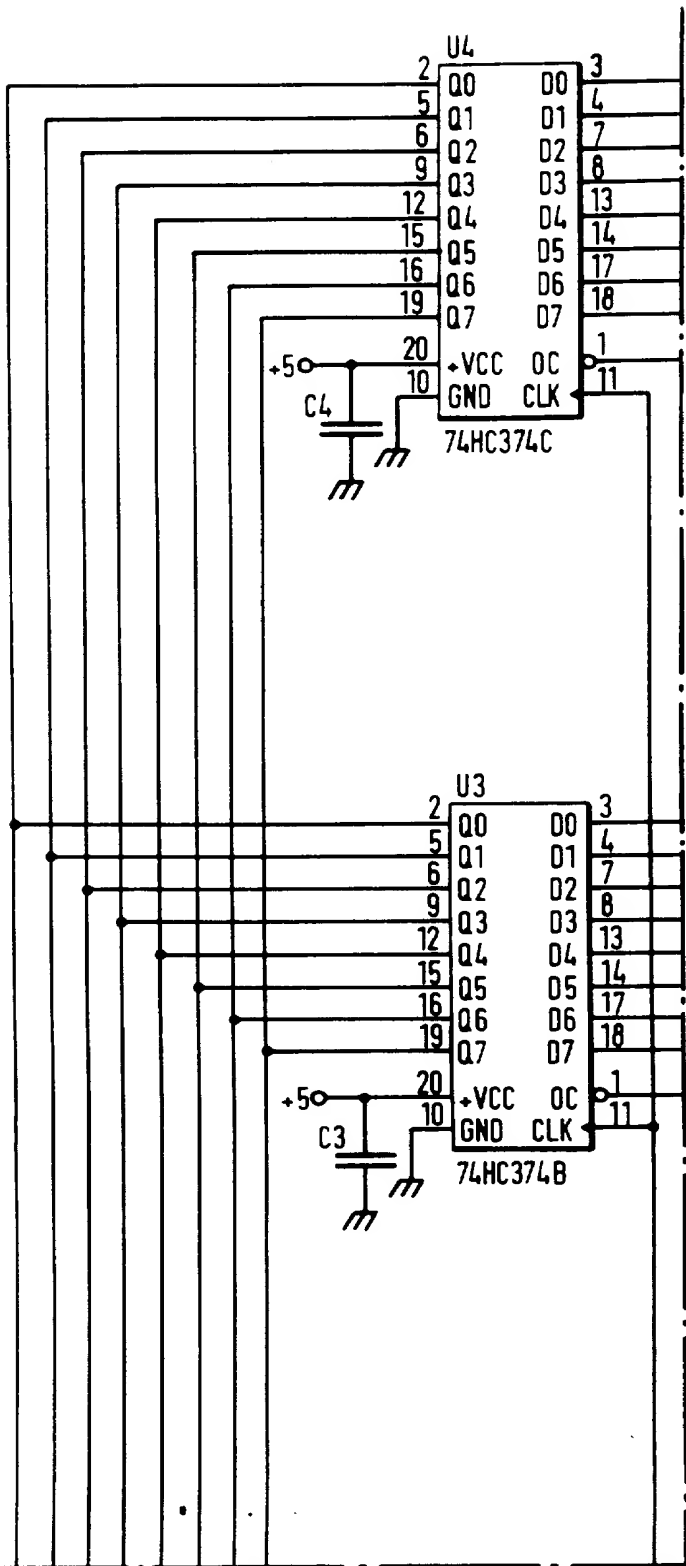 U4
2 Q0 D0 3
5 Q1 D1 4
6 Q2 D2 7
9 Q3 D3 8
12 Q4 D4 13
15 Q5 D5 14
16 Q6 D6 17
19 Q7 D7 18
+5 20 +VCC OC 1
C4 10 GND CLK 11
74HC374C
U3
2 Q0 D0 3
5 Q1 D1 4
6 Q2 D2 7
9 Q3 D3 8
12 Q4 D4 13
15 Q5 D5 14
16 Q6 D6 17
19 Q7 D7 18
+5 20 +VCC OC 1
C3 10 GND CLK 11
74HC374B